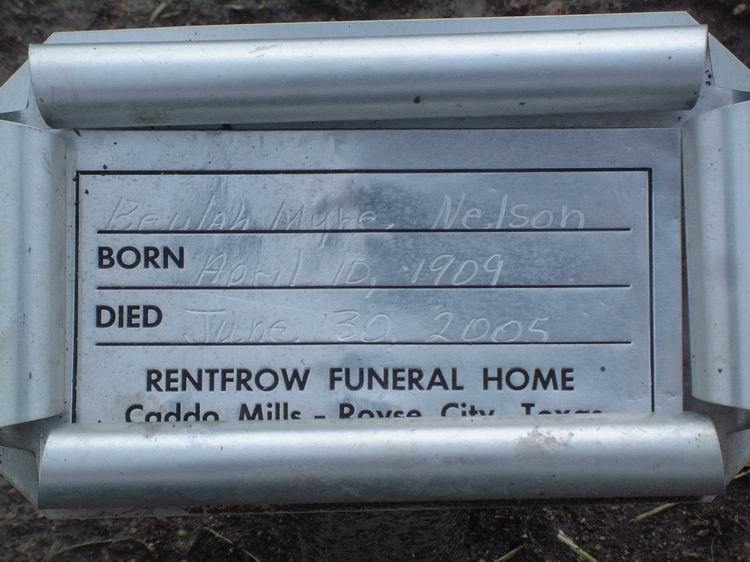 Beulah Myre Nelson
BORN April 10, 1909
DIED June 30, 2005
RENTFROW FUNERAL HOME
Caddo Mills - Royse City, Texas